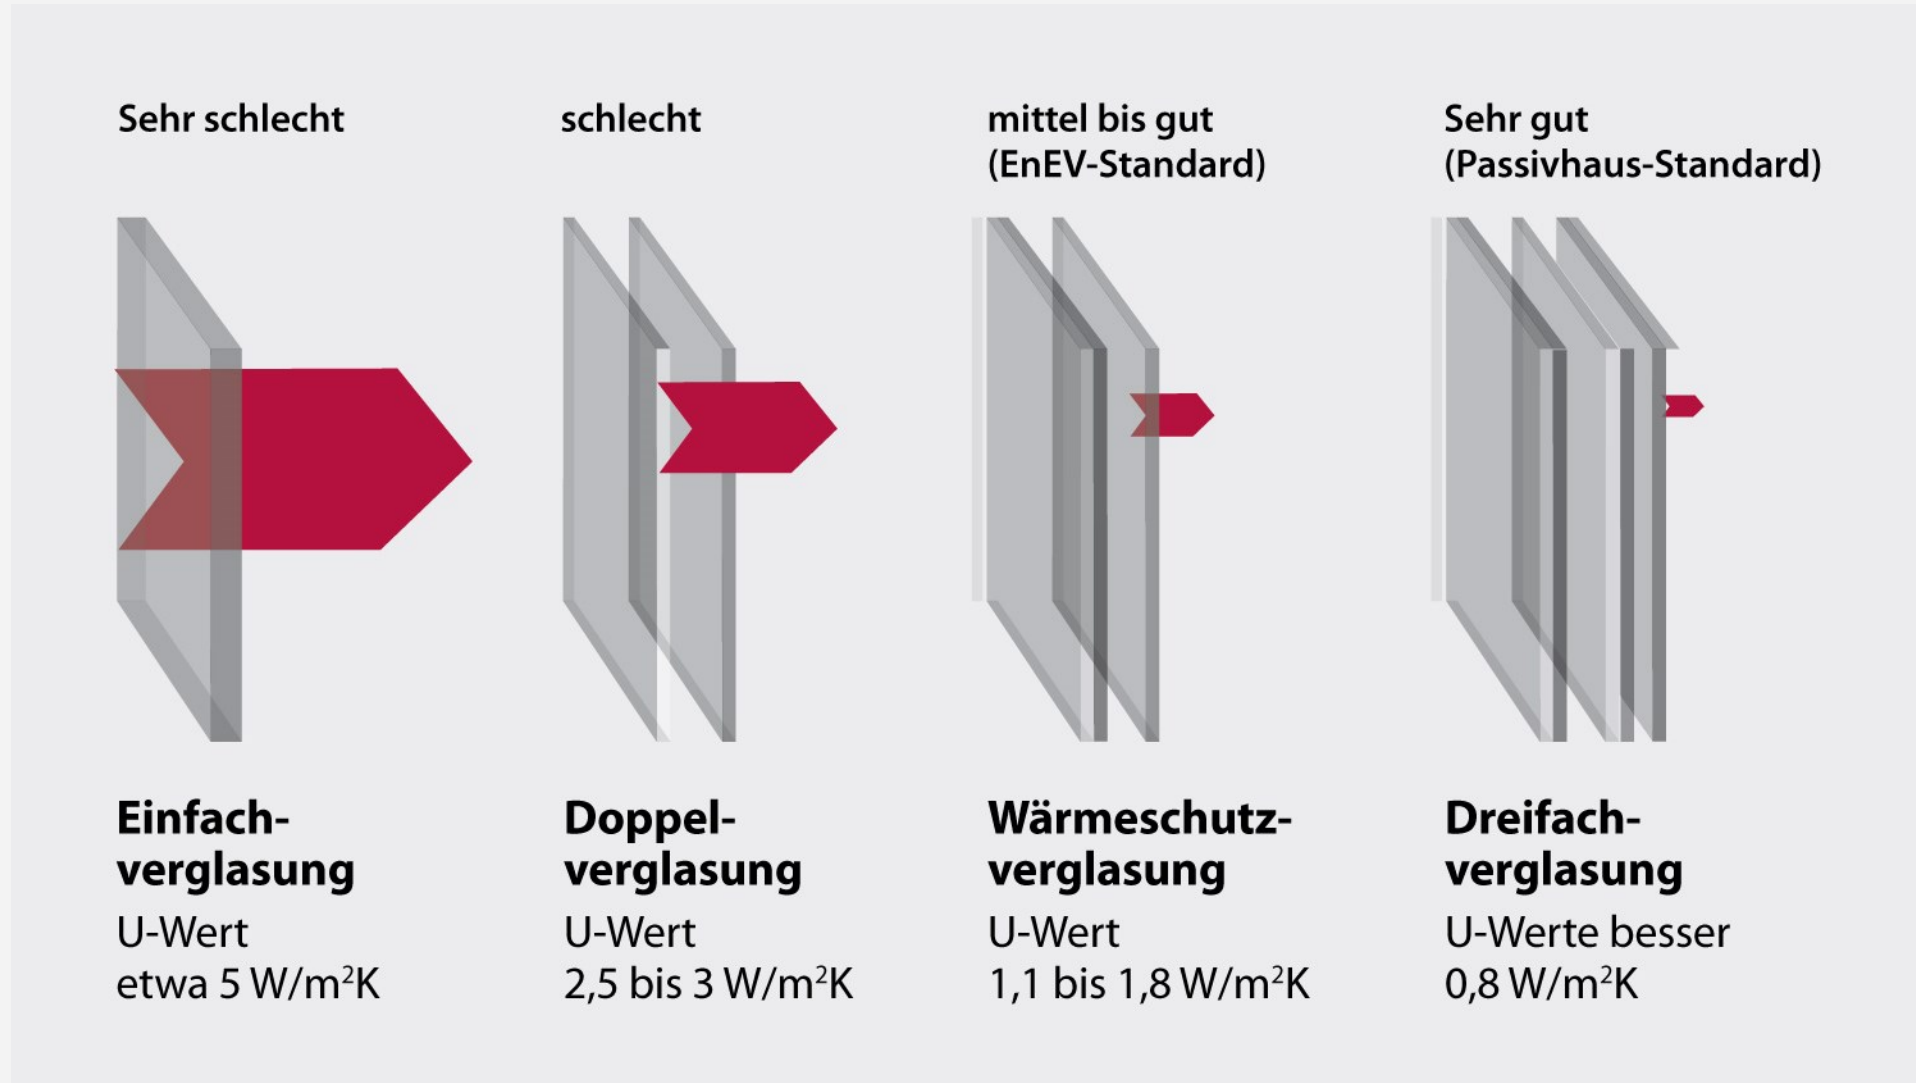 Sehr schlecht
schlecht
mittel bis gut
(EnEV-Standard)
Sehr gut
(Passivhaus-Standard)
Einfach-
verglasung
U-Wert
etwa 5 W/m²K
Doppel-
verglasung
U-Wert
2,5 bis 3 W/m²K
Wärmeschutz-
verglasung
U-Wert
1,1 bis 1,8 W/m²K
Dreifach-
verglasung
U-Werte besser
0,8 W/m²K